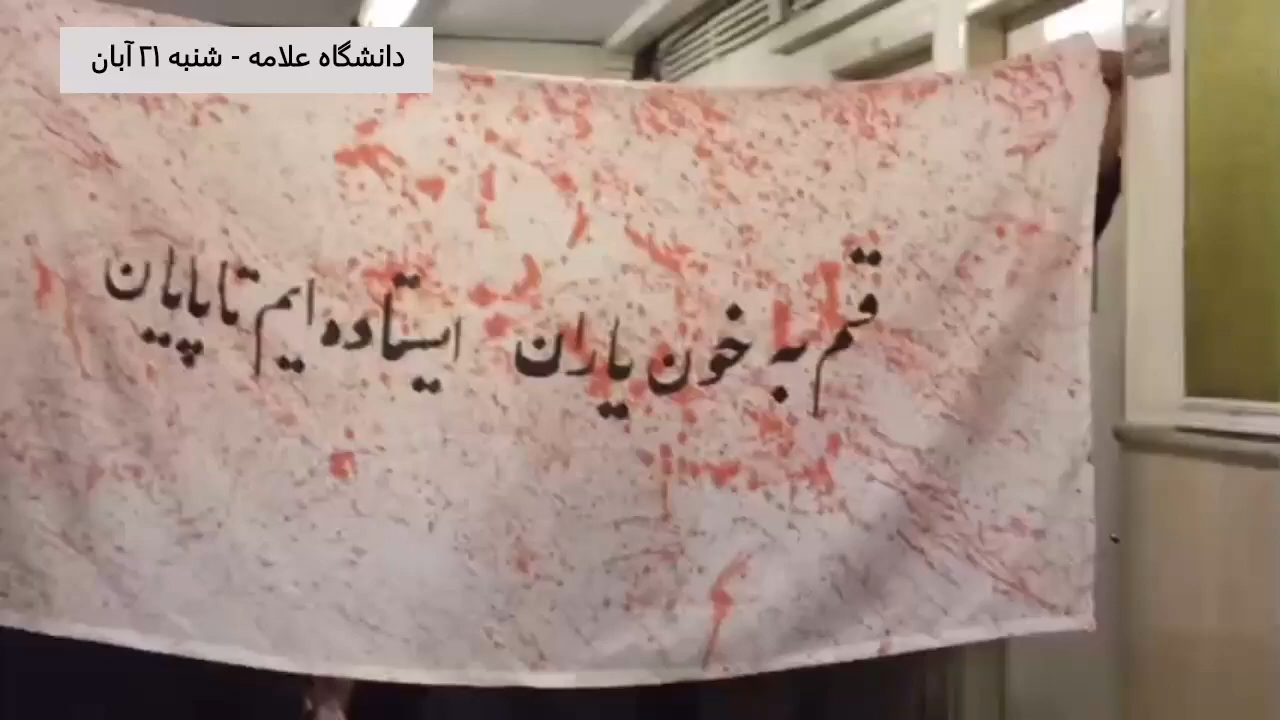 دانشگاه علامه - شنبه ۲۱ آبان
قسم به خون یاران ایستاده ایم تا پایان